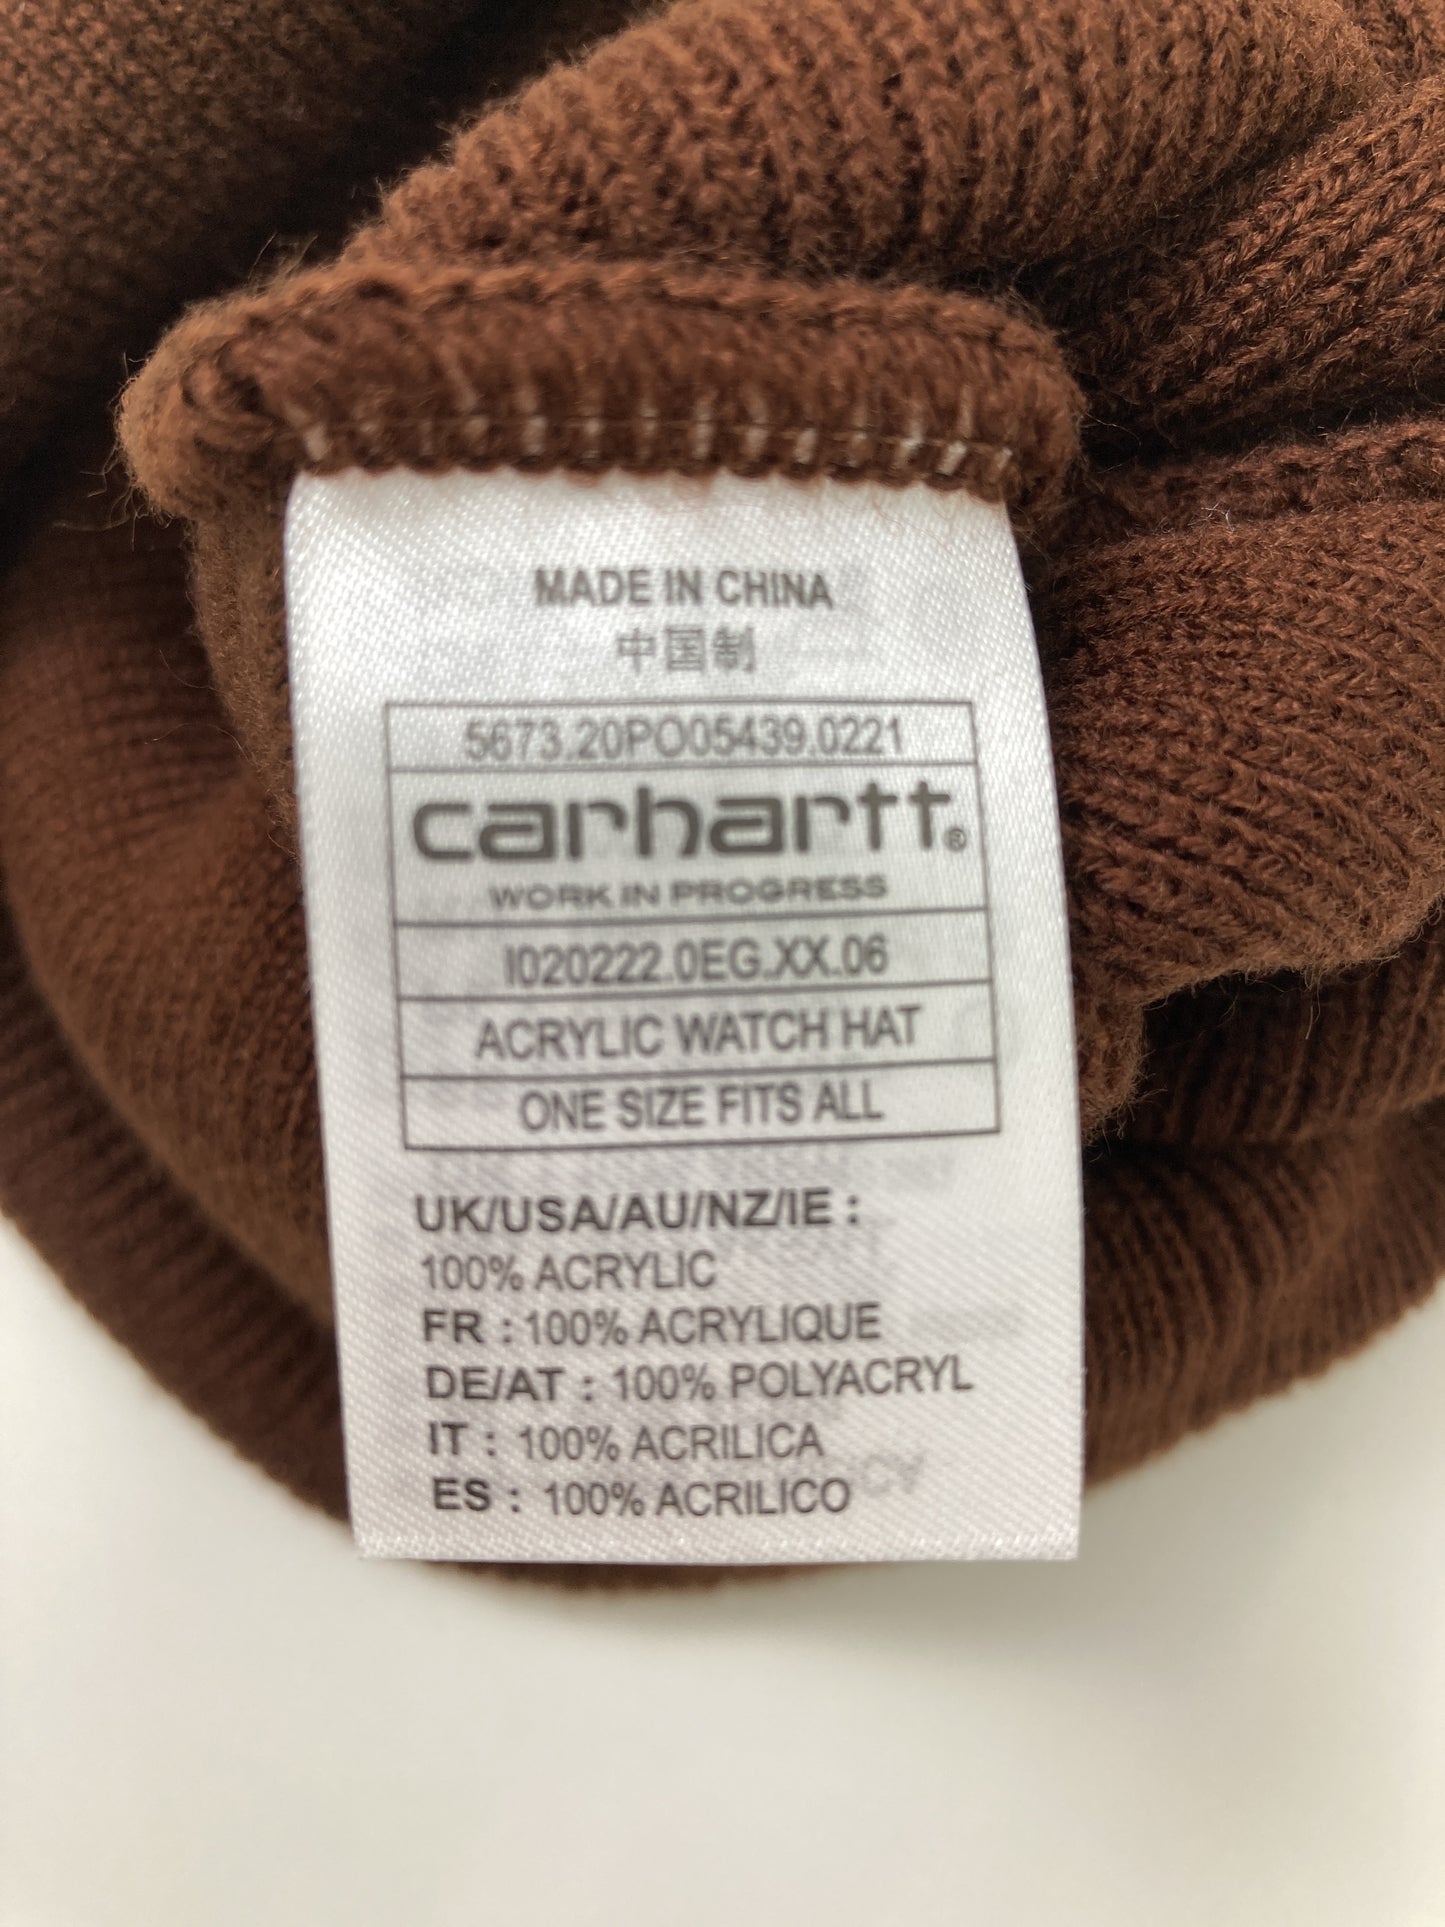 MADE IN CHINA
中国制
5673.20PO05439.0221
carhartt®
WORK IN PROGRESS
I020222.0EG.XX.06
ACRYLIC WATCH HAT
ONE SIZE FITS ALL
UK/USA/AU/NZ/IE :
100% ACRYLIC
FR : 100% ACRYLIQUE
DE/AT : 100% POLYACRYL
IT : 100% ACRILICA
ES : 100% ACRILICO